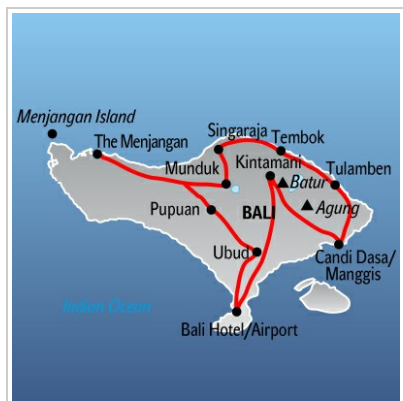 Menjangan Island
The Menjangan
Singaraja
Tembok
Munduk
Kintamani
Batur
Tulamben
Pupuan
BALI
Agung
Ubud
Candi Dasa/
Manggis
Indian Ocean
Bali Hotel/Airport